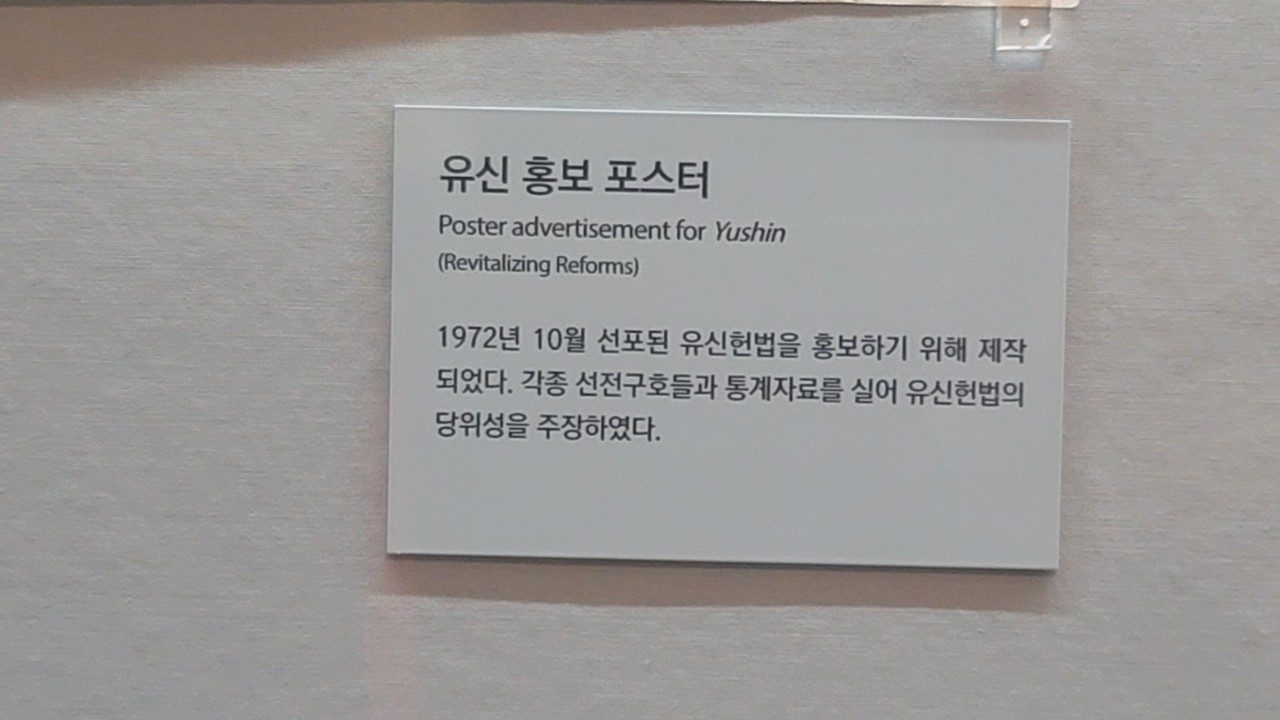 유신 홍보 포스터
Poster advertisement for Yushin
(Revitalizing Reforms)
1972년 10월 선포된 유신헌법을 홍보하기 위해 제작
되었다. 각종 선전구호들과 통계자료를 실어 유신헌법의
당위성을 주장하였다.